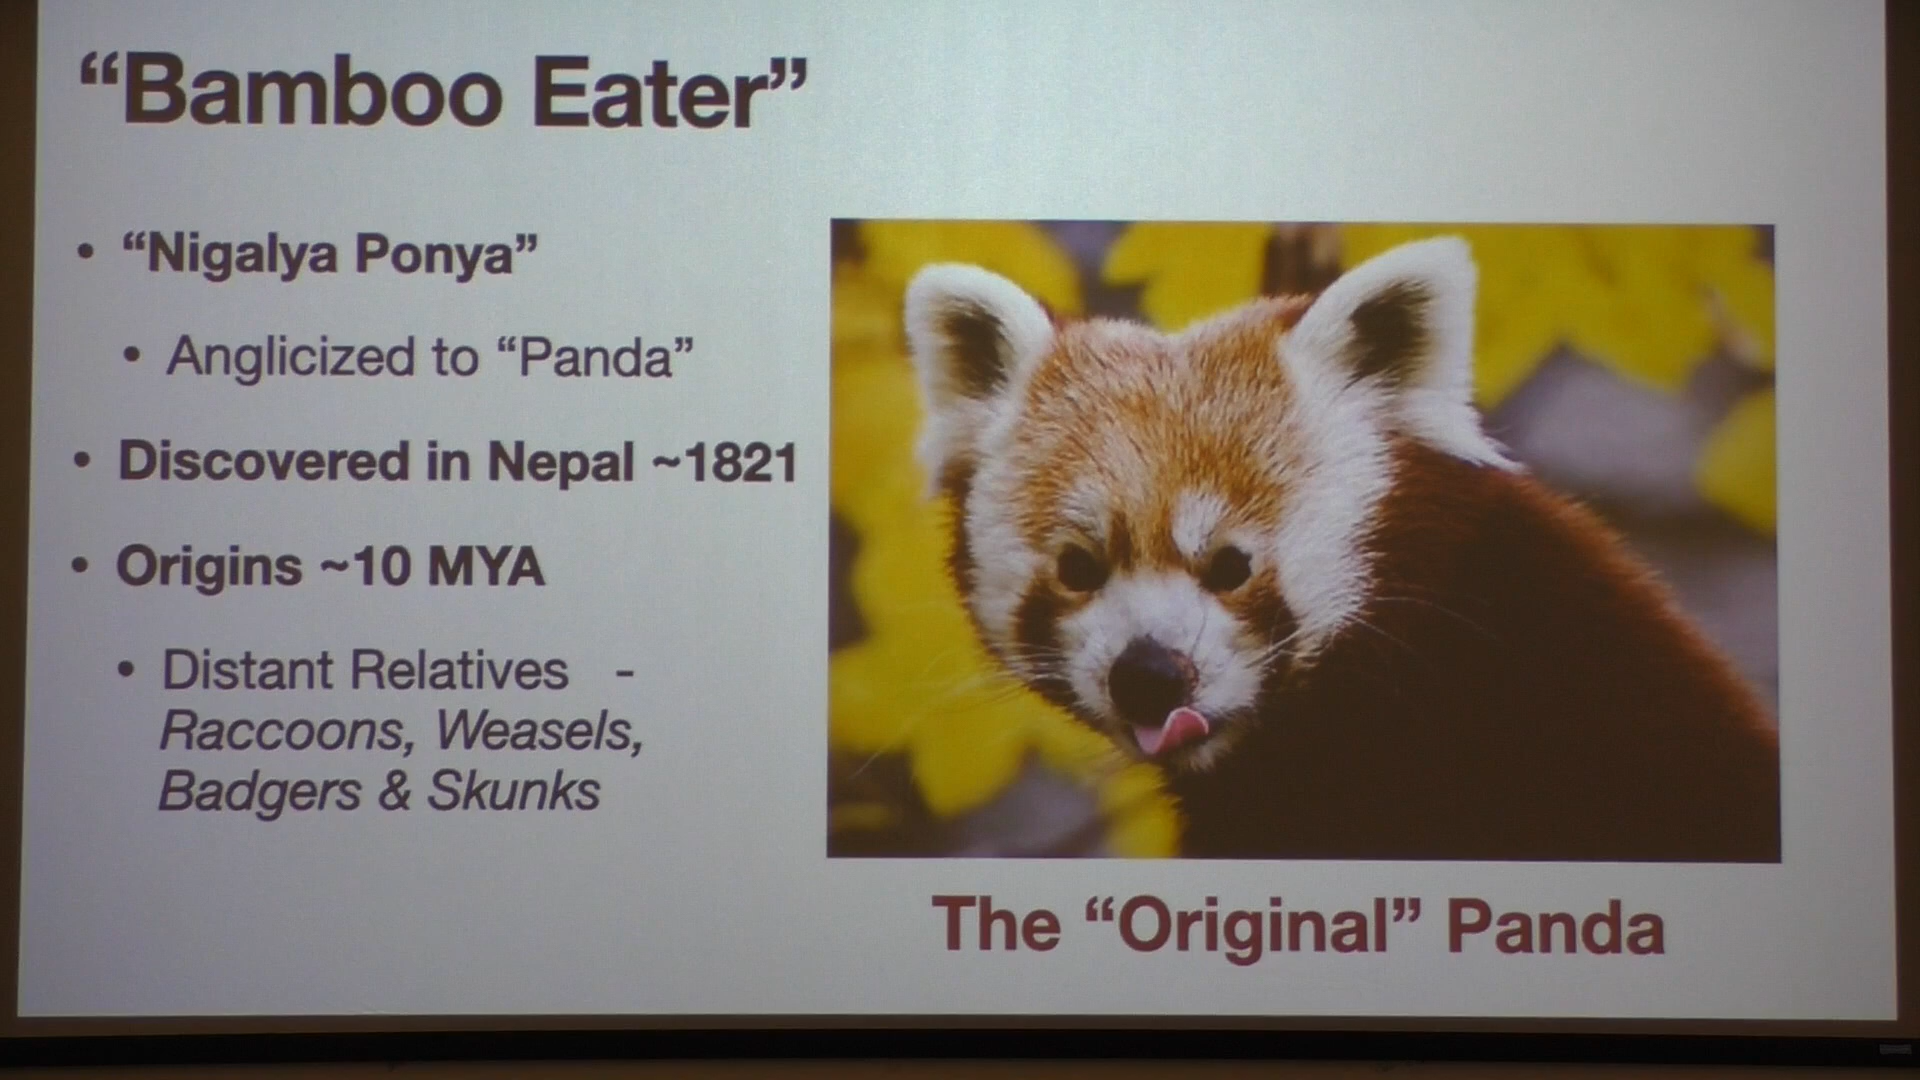 “Bamboo Eater”
• “Nigalya Ponya”
• Anglicized to “Panda”
• Discovered in Nepal ~1821
• Origins ~10 MYA
• Distant Relatives -
Raccoons, Weasels,
Badgers & Skunks
The “Original” Panda